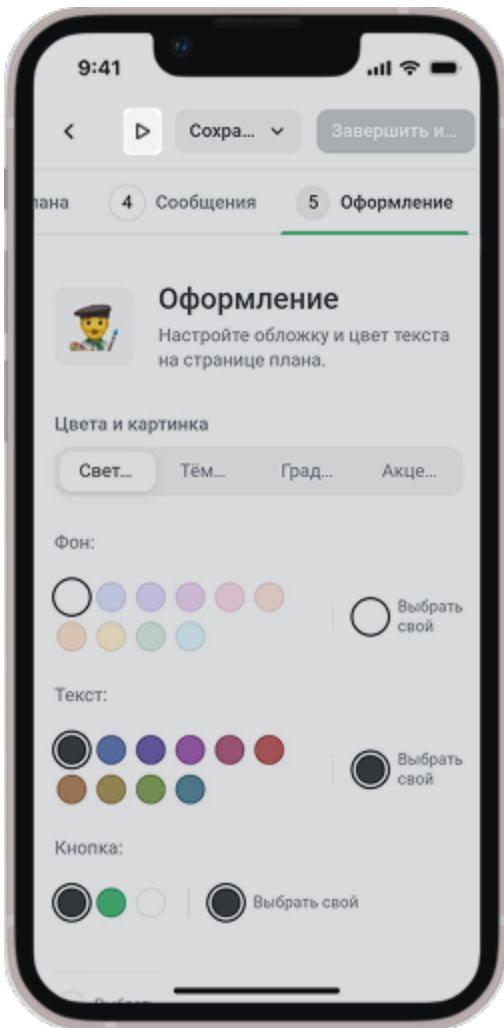 9:41
Сохра...
Завершить и...
лана
4 Сообщения
5 Оформление
Оформление
Настройте обложку и цвет текста
на странице плана.
Цвета и картинка
Свет...
Тём...
Град...
Акце...
Фон:
Выбрать
свой
Текст:
Выбрать
свой
Кнопка:
Выбрать свой